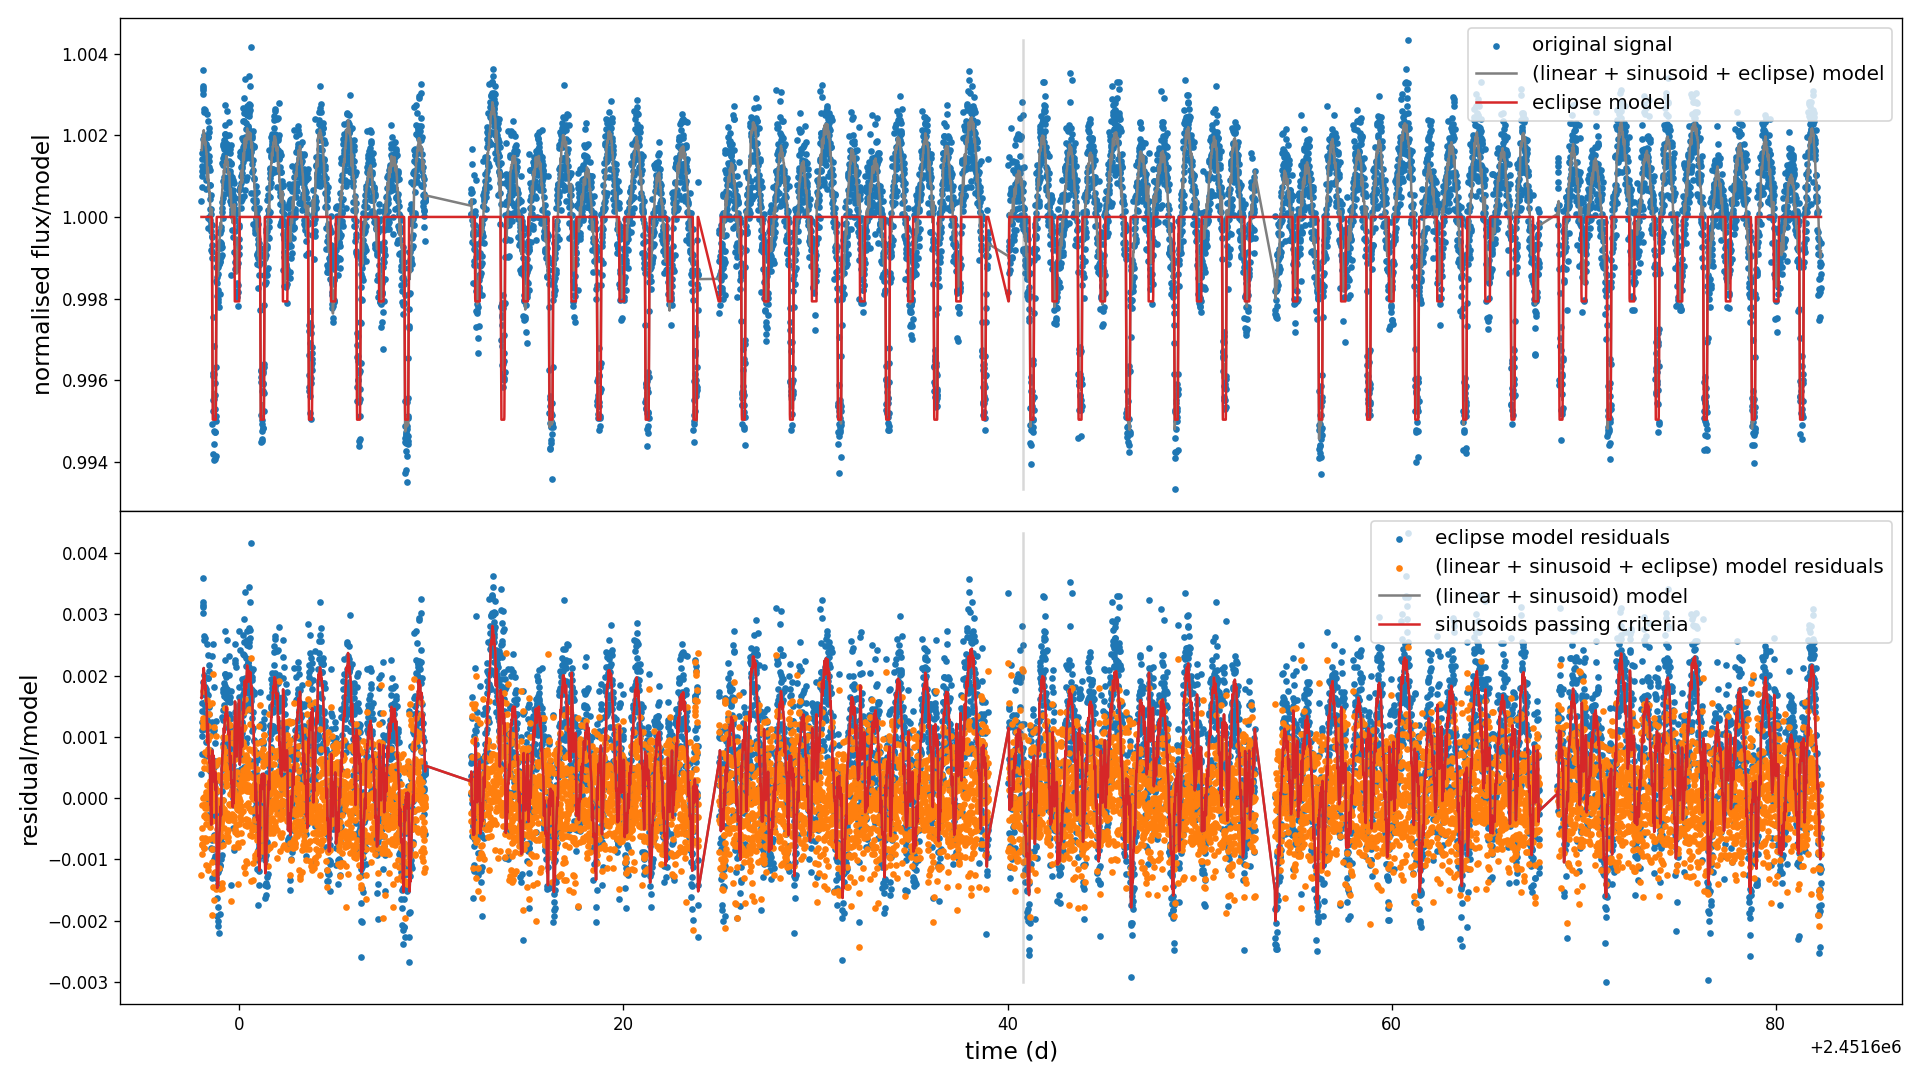 1.004
1.002
1.000
0.998
0.996
0.994
normalised flux/model
original signal
(linear + sinusoid + eclipse) model
eclipse model
0.004
0.003
0.002
0.001
0.000
−0.001
−0.002
−0.003
residual/model
eclipse model residuals
(linear + sinusoid + eclipse) model residuals
(linear + sinusoid) model
sinusoids passing criteria
0
20
40
60
80
time (d)
+2.4516e6